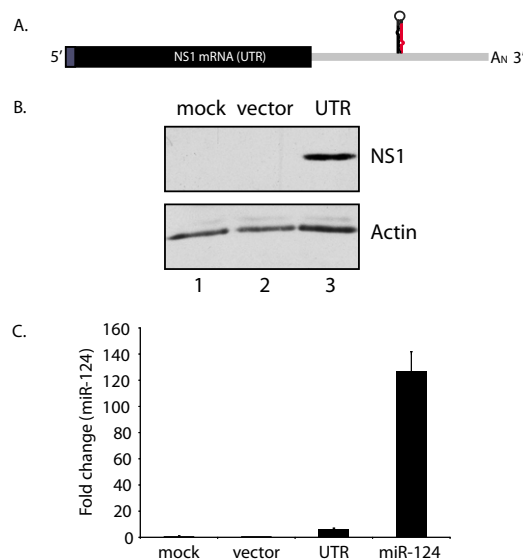 A.
5’ NS1 mRNA (UTR) AN 3’
B.
mock vector UTR
NS1
Actin
1 2 3
C.
Fold change (miR-124)
160
140
120
100
80
60
40
20
0
mock vector UTR miR-124